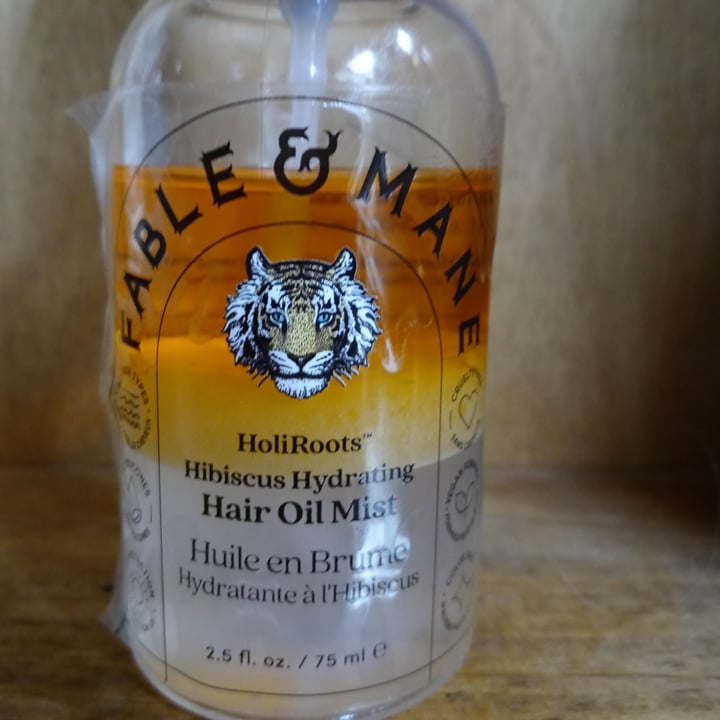 FABLE & MANE
HoliRoots™
Hibiscus Hydrating
Hair Oil Mist
Huile en Brume
Hydratante à l'Hibiscus
2.5 fl. oz. / 75 ml ℮